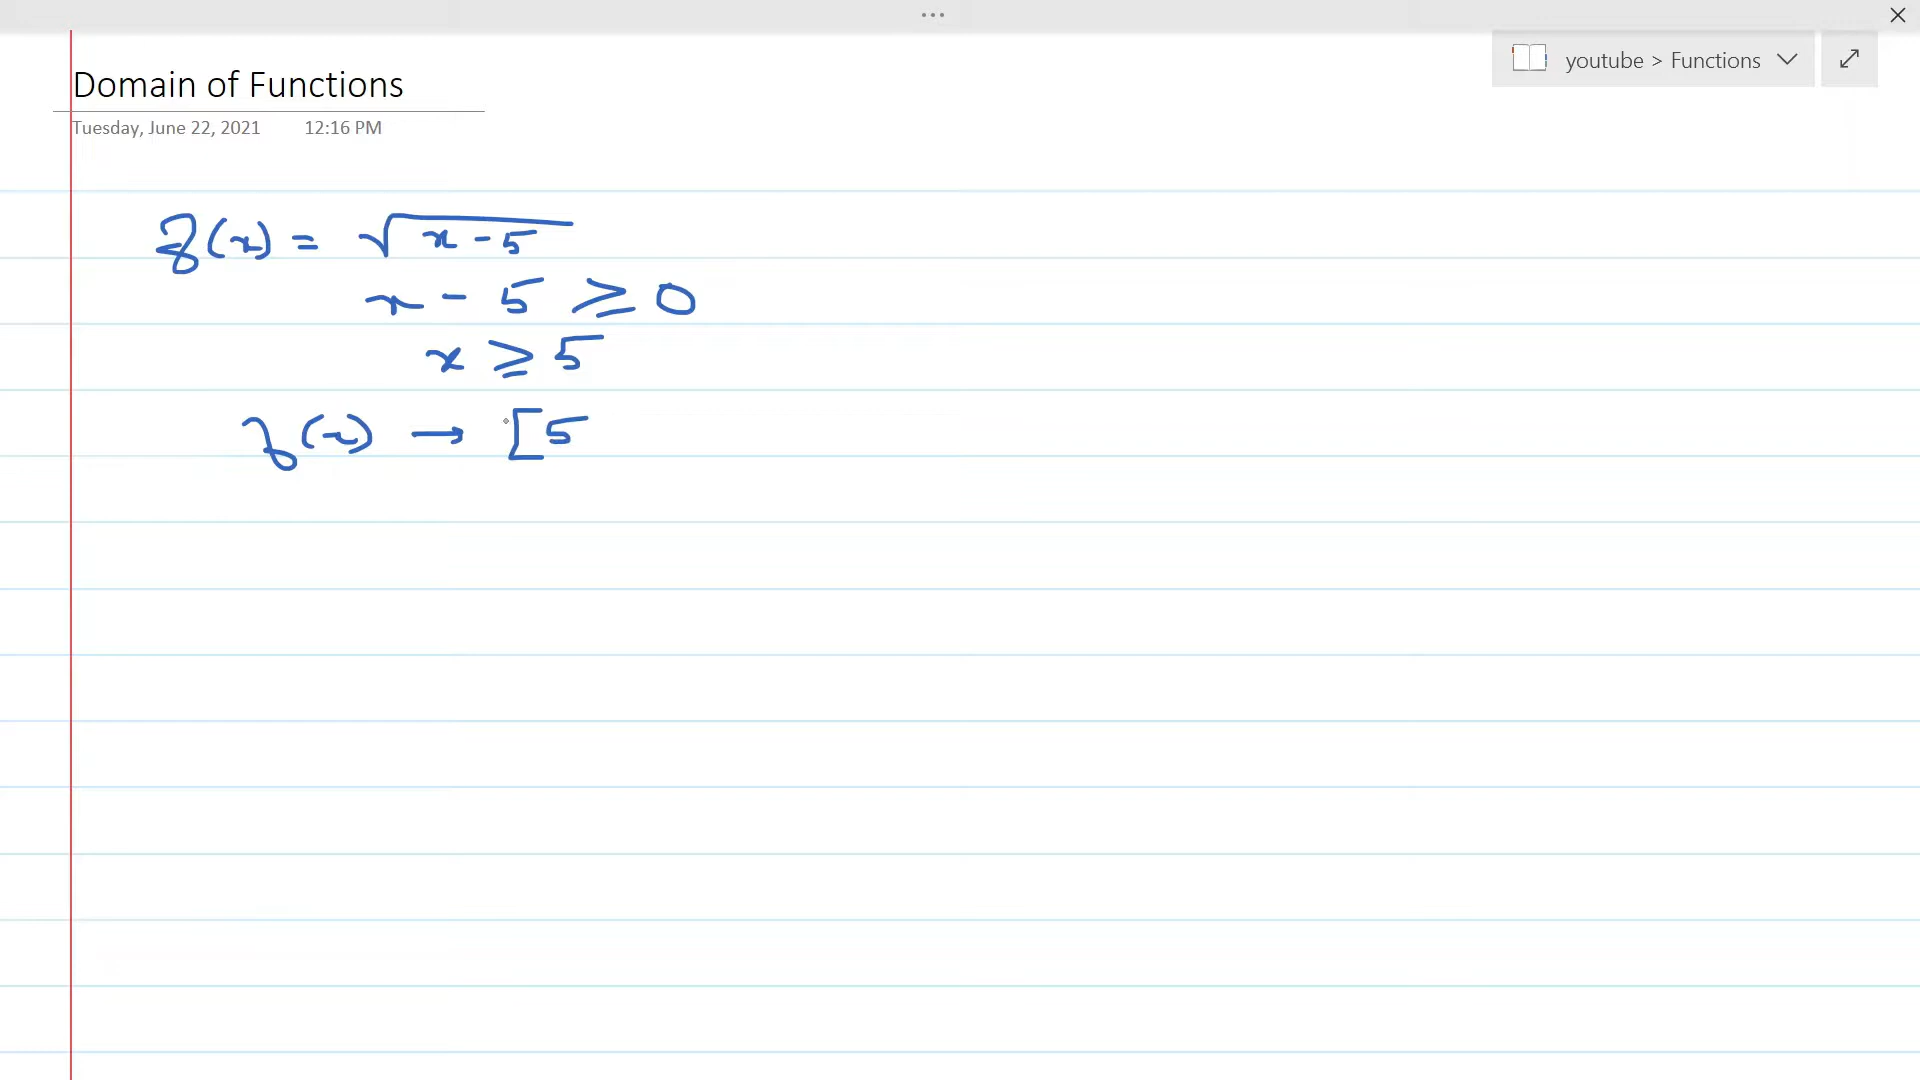 youtube > Functions
Domain of Functions
Tuesday, June 22, 2021 12:16 PM
f(x) = √(x - 5)
x - 5 ≥ 0
x ≥ 5
f(x) → [5